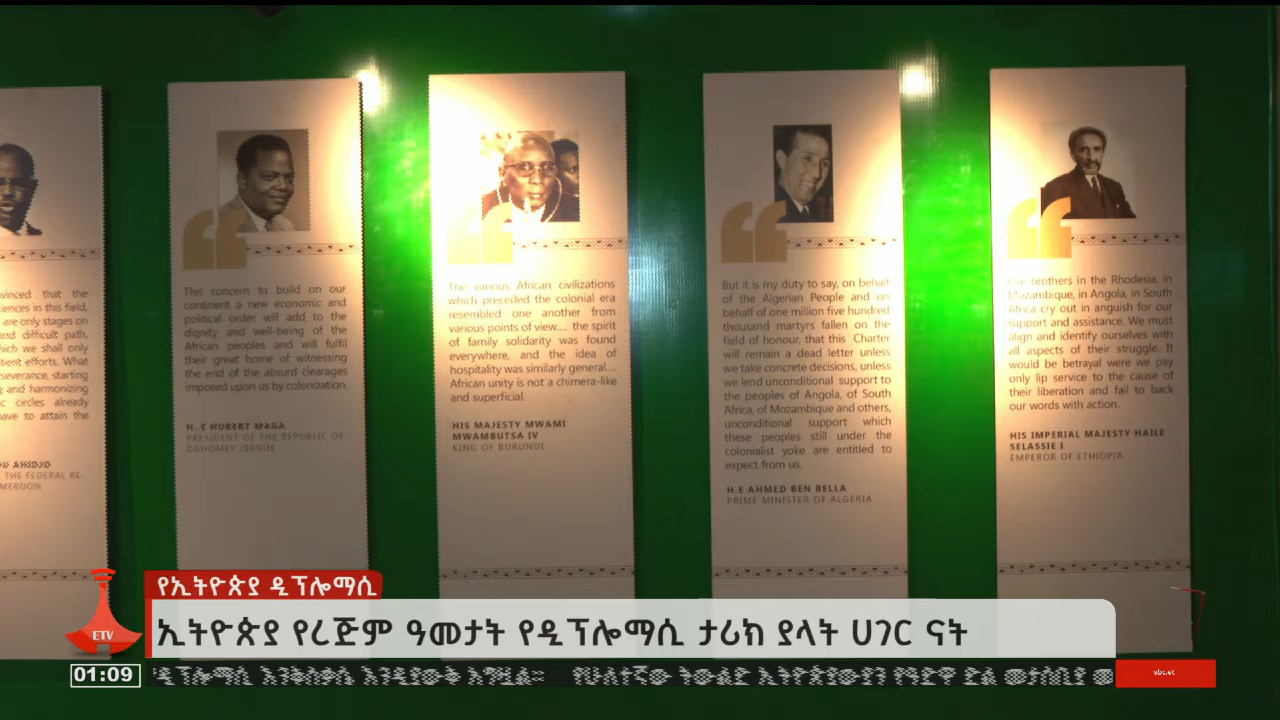 vinced that the
iences in this field,
are only stages on
and difficult path,
hich we shall only
tient efforts. What
severance, starting
and harmonizing
circles already
ave to attain the
AHIDJO
THE FEDERAL RE-
MEROON
This concern to build on our
continent a new economic and
political order will add to the
dignity and well-being of the
African peoples and will fulfil
their great home of witnessing
the end of the absurd clearages
imposed upon us by colonization.
H. E HUBERT MAGA
PRESIDENT OF THE REPUBLIC OF
DAHOMEY /BENIN
The various African civilizations
which preceded the colonial era
resembled one another from
various points of view.... the spirit
of family solidarity was found
everywhere, and the idea of
hospitality was similarly general....
African unity is not a chimera-like
and superficial.
HIS MAJESTY MWAMI
MWAMBUTSA IV
KING OF BURUNDI
But it is my duty to say, on behalf
of the Algerian People and on
behalf of one million five hundred
thousand martyrs fallen on the
field of honour, that this Charter
will remain a dead letter unless
we take concrete decisions, unless
we lend unconditional support to
the peoples of Angola, of South
Africa, of Mozambique and others,
unconditional support which
these peoples still under the
colonialist yoke are entitled to
expect from us.
H.E AHMED BEN BELLA
PRIME MINISTER OF ALGERIA
Our brothers in the Rhodesia, in
Mozambique, in Angola, in South
Africa cry out in anguish for our
support and assistance. We must
align and identify ourselves with
all aspects of their struggle. It
would be betrayal were we pay
only lip service to the cause of
their liberation and fail to back
our words with action.
HIS IMPERIAL MAJESTY HAILE
SELASSIE I
EMPEROR OF ETHIOPIA
የኢትዮጵያ ዲፕሎማሲ
ETV
ኢትዮጵያ የረጅም ዓመታት የዲፕሎማሲ ታሪክ ያላት ሀገር ናት
01:09
ዲፕሎማሲ እንቅስቃሴ እንዲያውቅ እግዟል። የሁለተኛው ትውልድ ኢትዮጵያውያን
ebc.et